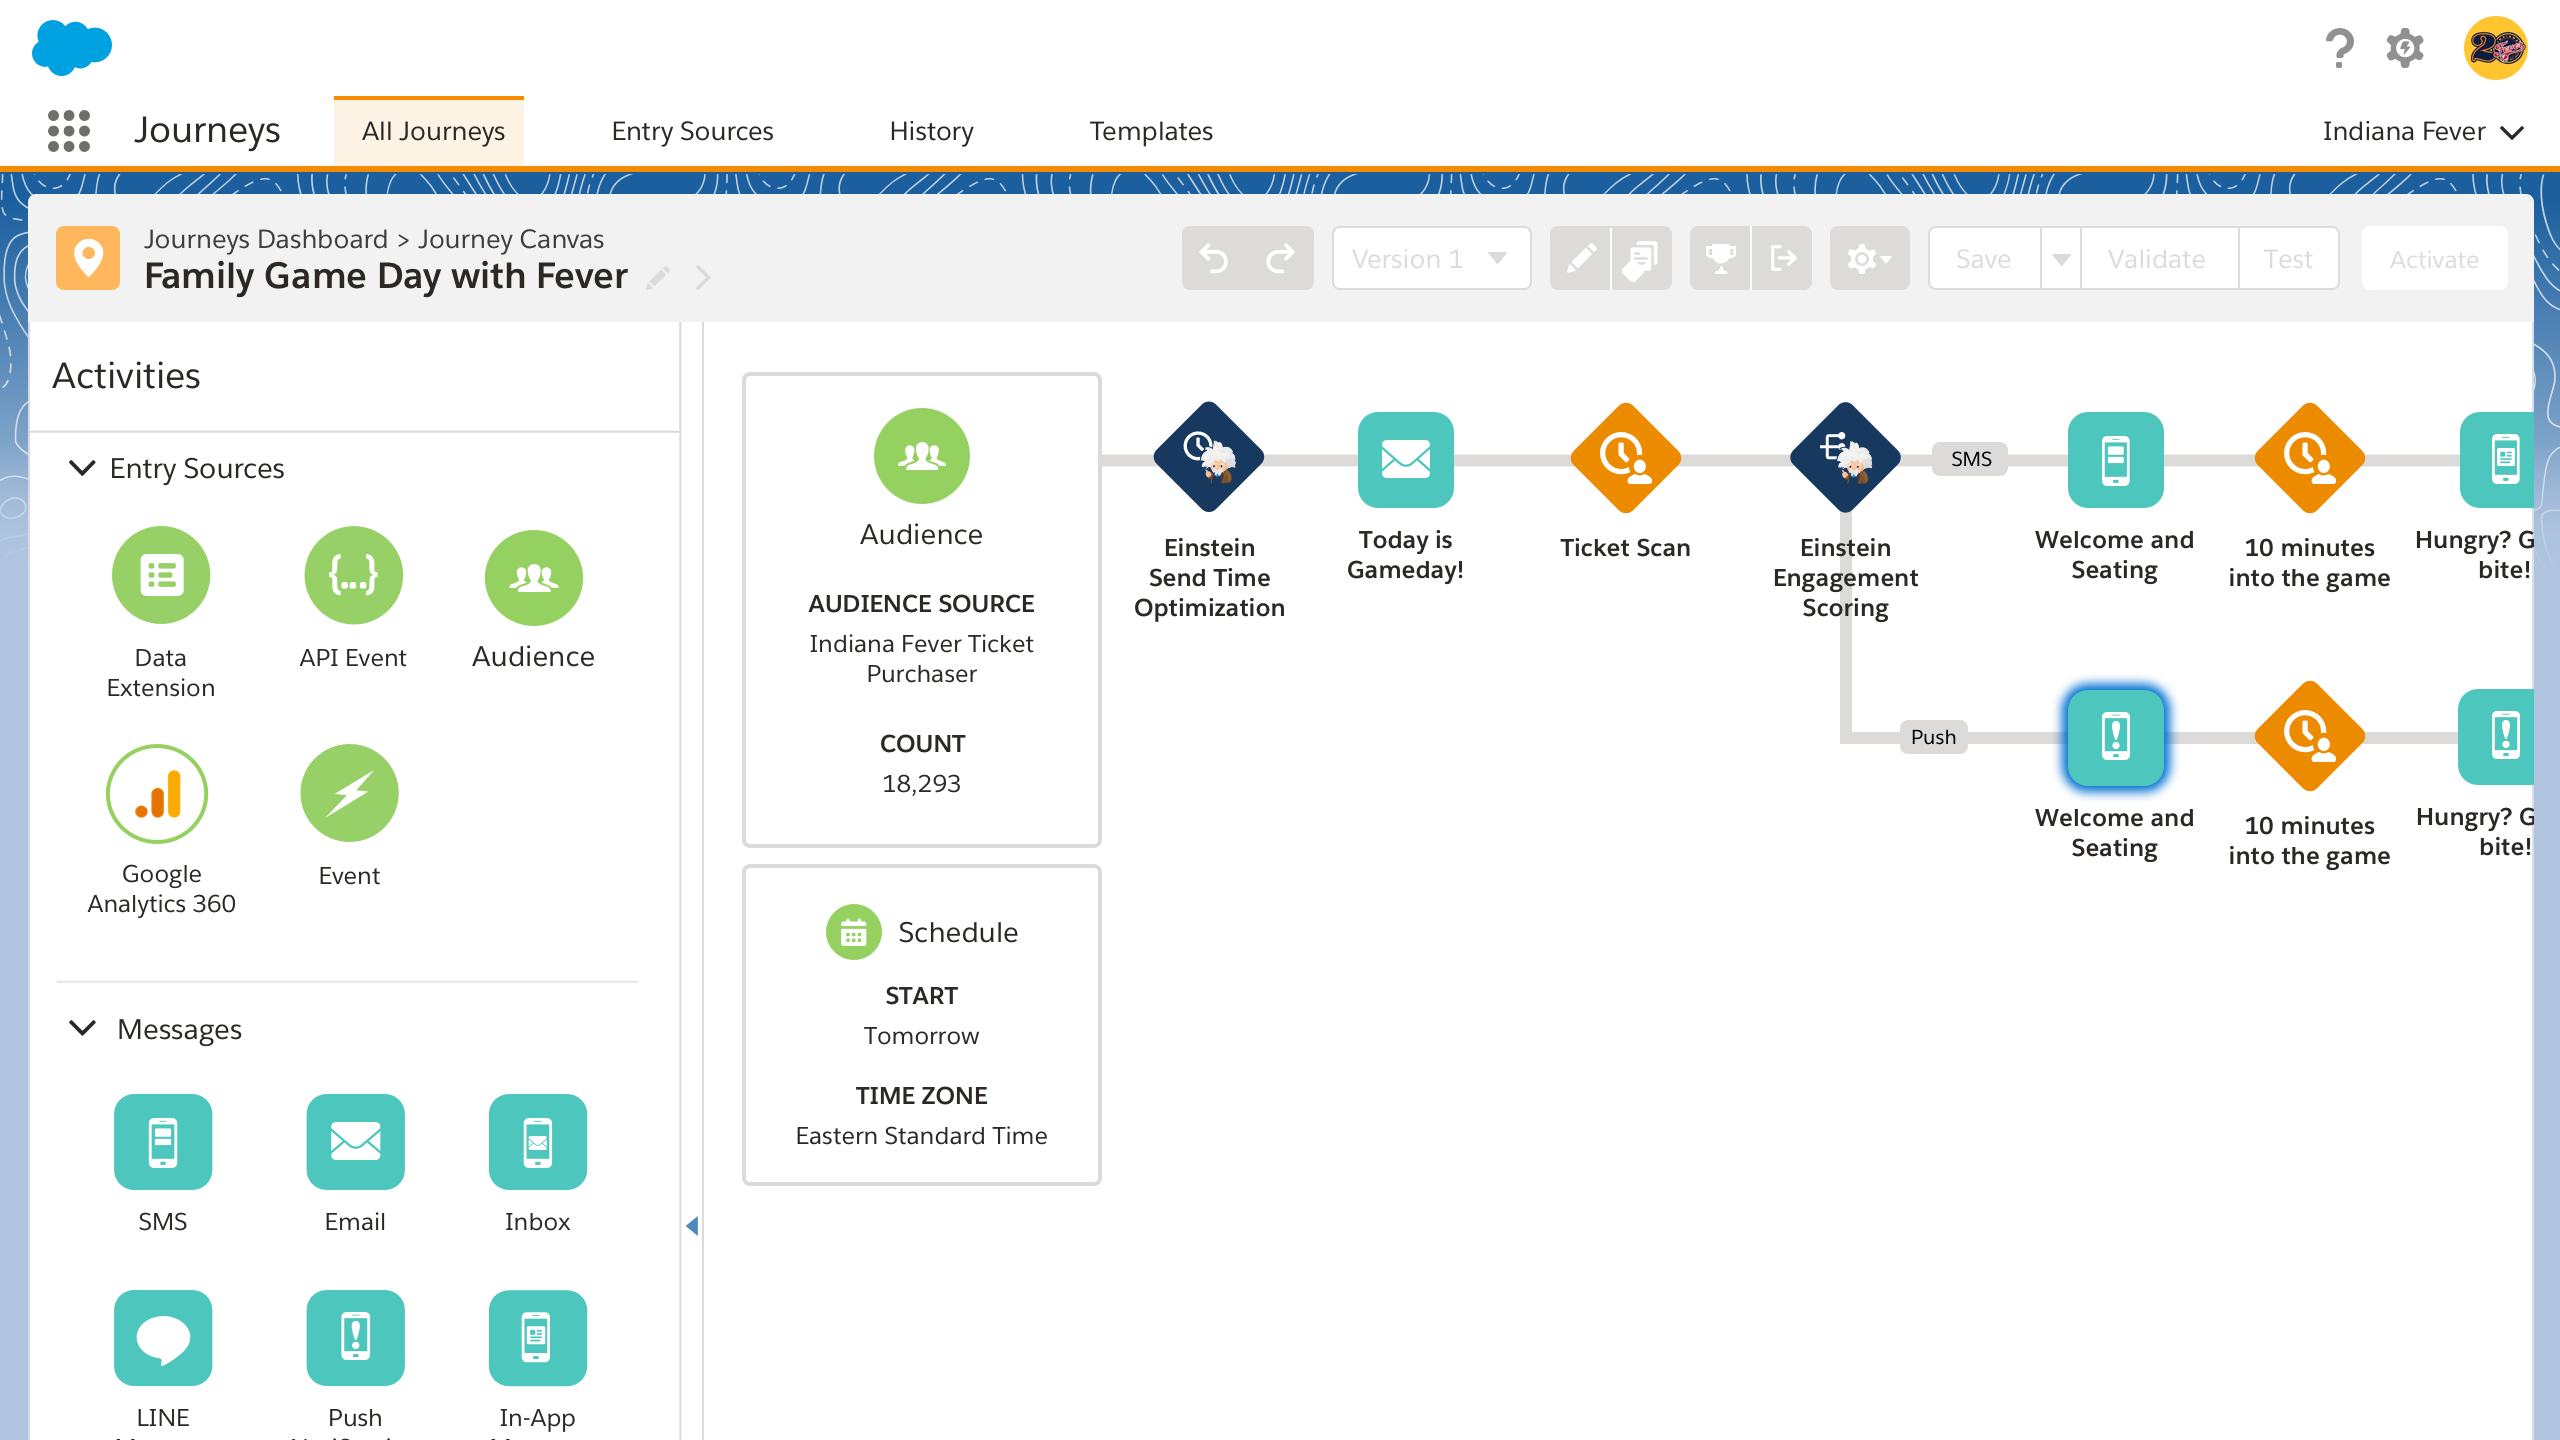 Journeys
All Journeys
Entry Sources
History
Templates
Indiana Fever
Journeys Dashboard > Journey Canvas
Family Game Day with Fever
Version 1
Save
Validate
Test
Activate
Activities
Entry Sources
Data
Extension
API Event
Audience
Google
Analytics 360
Event
Messages
SMS
Email
Inbox
LINE
Push
In-App
Audience
AUDIENCE SOURCE
Indiana Fever Ticket
Purchaser
COUNT
18,293
Schedule
START
Tomorrow
TIME ZONE
Eastern Standard Time
Einstein
Send Time
Optimization
Today is
Gameday!
Ticket Scan
Einstein
Engagement
Scoring
SMS
Welcome and
Seating
10 minutes
into the game
Hungry? G
bite!
Push
Welcome and
Seating
10 minutes
into the game
Hungry? G
bite!